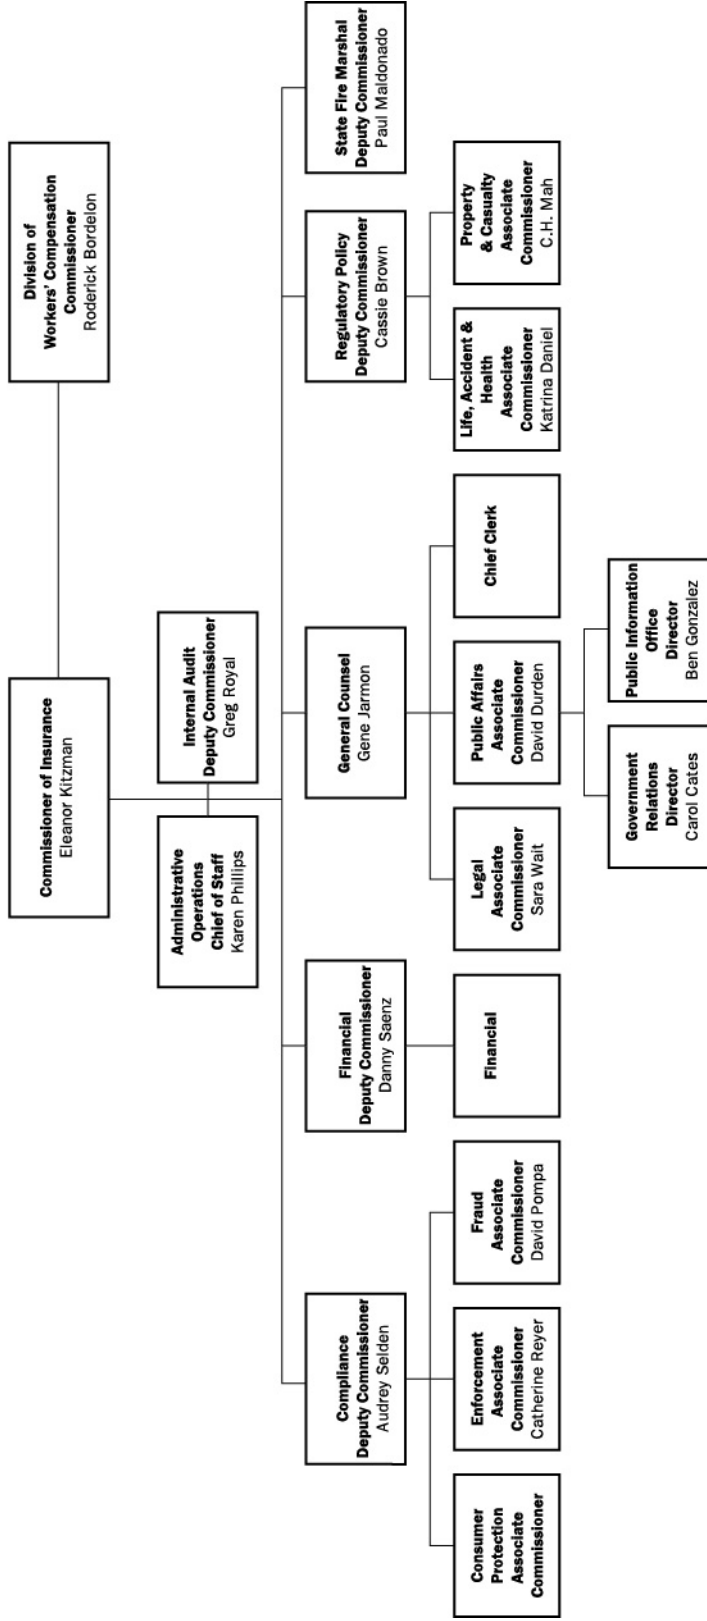 Commissioner of Insurance
Eleanor Kitzman
Division of
Workers' Compensation
Commissioner
Roderick Bordelon
Administrative
Operations
Chief of Staff
Karen Phillips
Internal Audit
Deputy Commissioner
Greg Royal
Compliance
Deputy Commissioner
Audrey Selden
Financial
Deputy Commissioner
Danny Saenz
General Counsel
Gene Jarmon
Regulatory Policy
Deputy Commissioner
Cassie Brown
State Fire Marshal
Deputy Commissioner
Paul Maldonado
Consumer
Protection
Associate
Commissioner
Enforcement
Associate
Commissioner
Catherine Reyer
Fraud
Associate
Commissioner
David Pompa
Financial
Legal
Associate
Commissioner
Sara Wait
Public Affairs
Associate
Commissioner
David Durden
Chief Clerk
Life, Accident &
Health
Associate
Commissioner
Katrina Daniel
Property
& Casualty
Associate
Commissioner
C.H. Mah
Government
Relations
Director
Carol Cates
Public Information
Office
Director
Ben Gonzalez